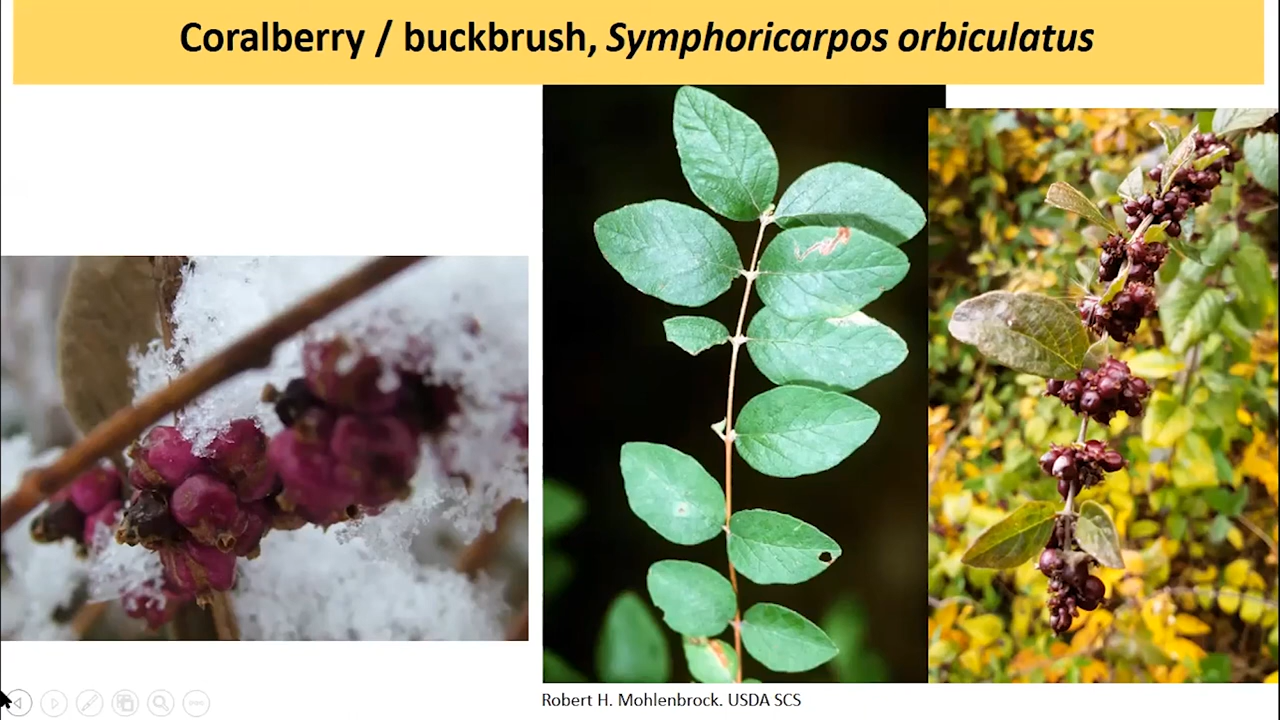 Coralberry / buckbrush, Symphoricarpos orbiculatus
Robert H. Mohlenbrock. USDA SCS